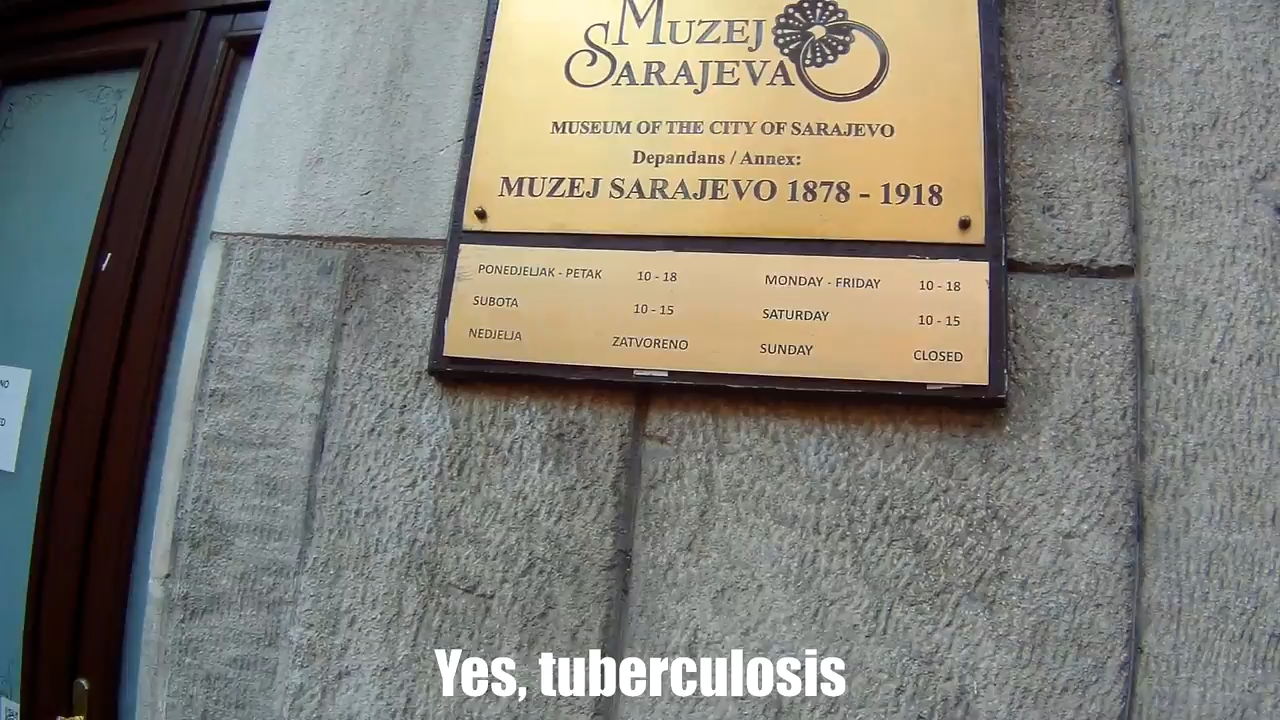 MUZEJ
SARAJEVA
MUSEUM OF THE CITY OF SARAJEVO
Depandans / Annex:
MUZEJ SARAJEVO 1878 - 1918
PONEDJELJAK - PETAK 10 - 18 MONDAY - FRIDAY 10 - 18
SUBOTA 10 - 15 SATURDAY 10 - 15
NEDJELJA ZATVORENO SUNDAY CLOSED
Yes, tuberculosis